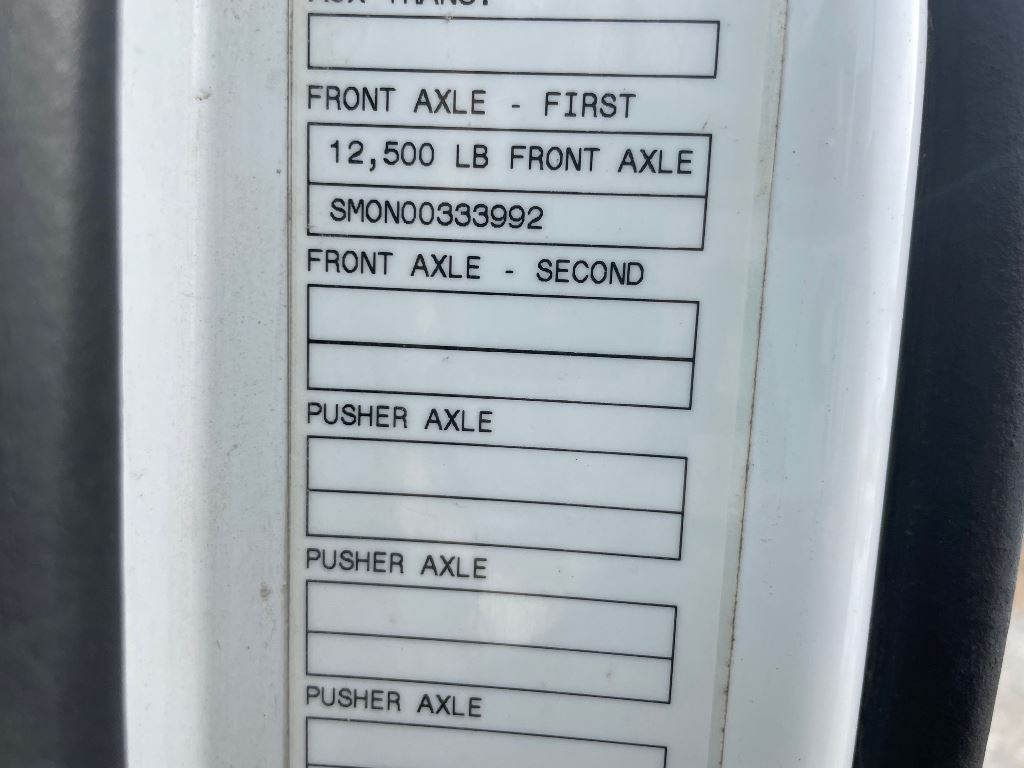 FRONT AXLE - FIRST
12,500 LB FRONT AXLE
SMON00333992
FRONT AXLE - SECOND
PUSHER AXLE
PUSHER AXLE
PUSHER AXLE